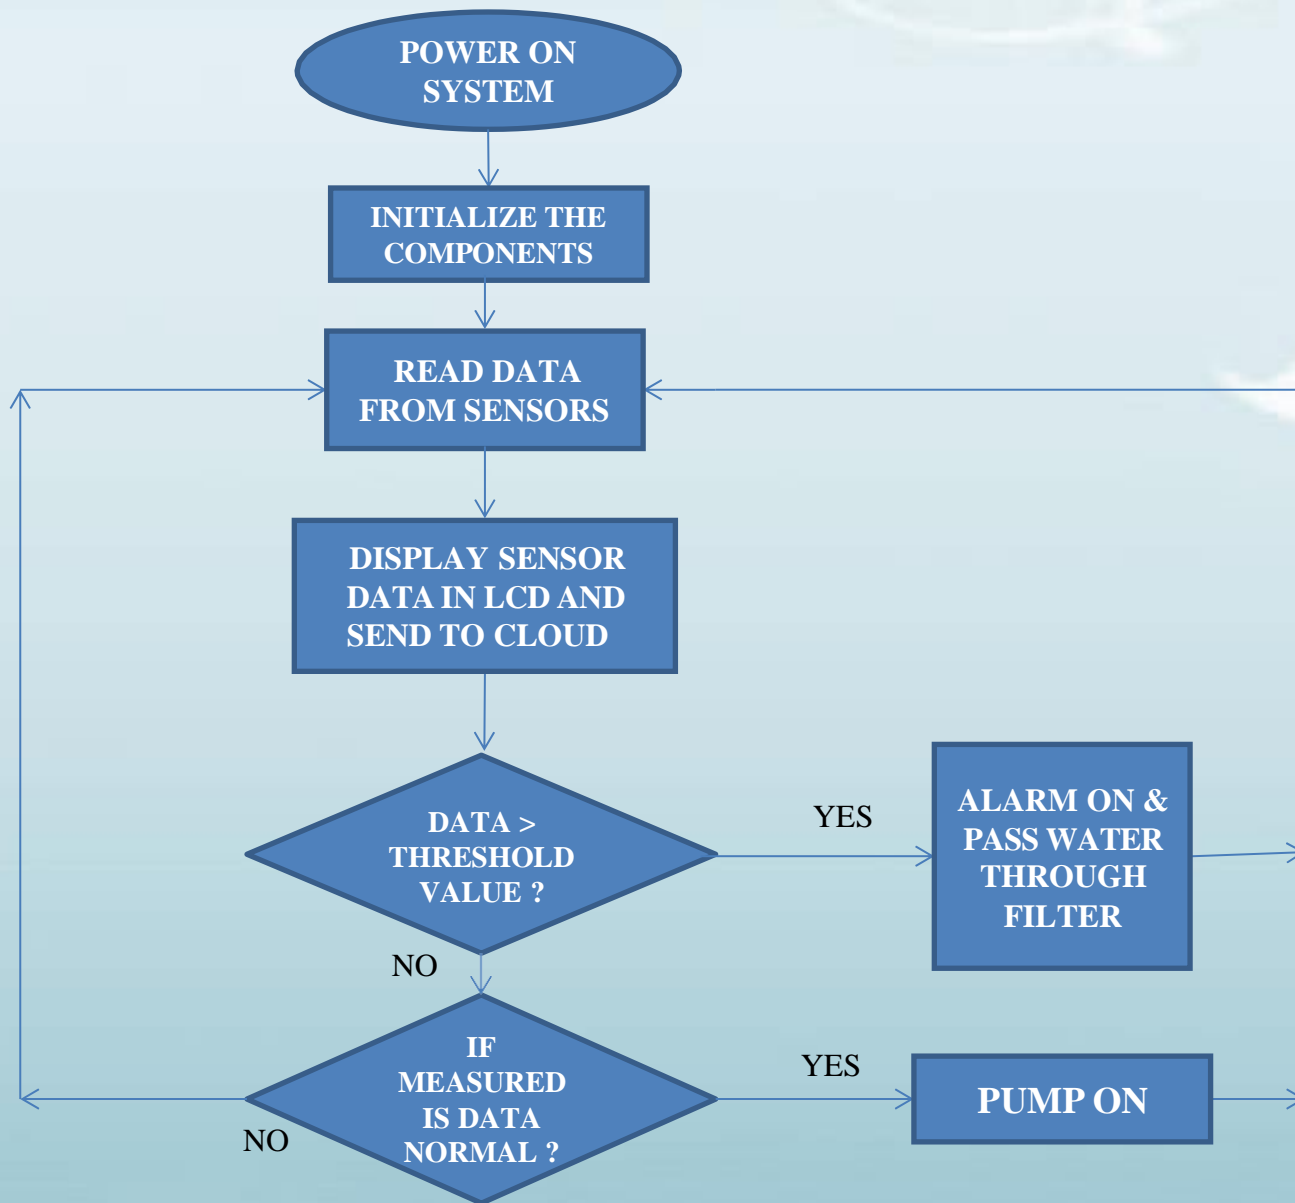 POWER ON
SYSTEM
INITIALIZE THE
COMPONENTS
READ DATA
FROM SENSORS
DISPLAY SENSOR
DATA IN LCD AND
SEND TO CLOUD
DATA >
THRESHOLD
VALUE ?
YES
ALARM ON &
PASS WATER
THROUGH
FILTER
NO
IF
MEASURED
IS DATA
NORMAL ?
YES
PUMP ON
NO